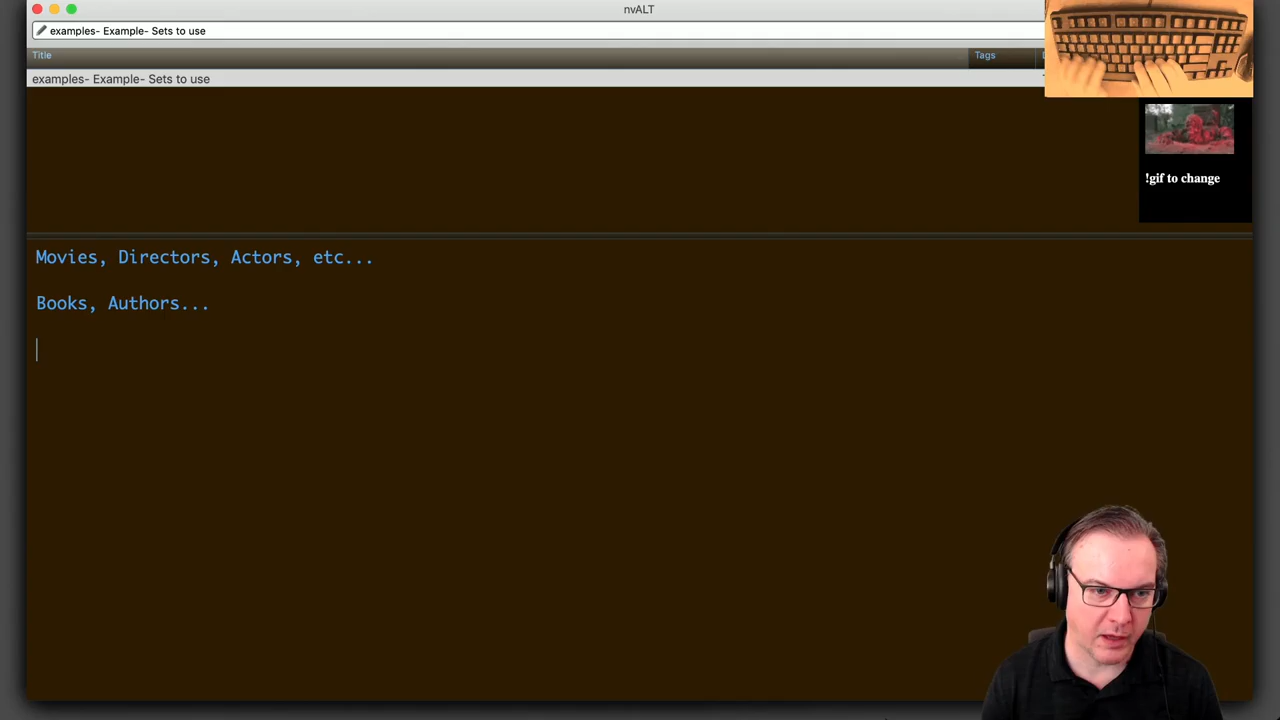 nvALT
examples- Example- Sets to use
Title
Tags
examples- Example- Sets to use
!gif to change
Movies, Directors, Actors, etc...
Books, Authors...